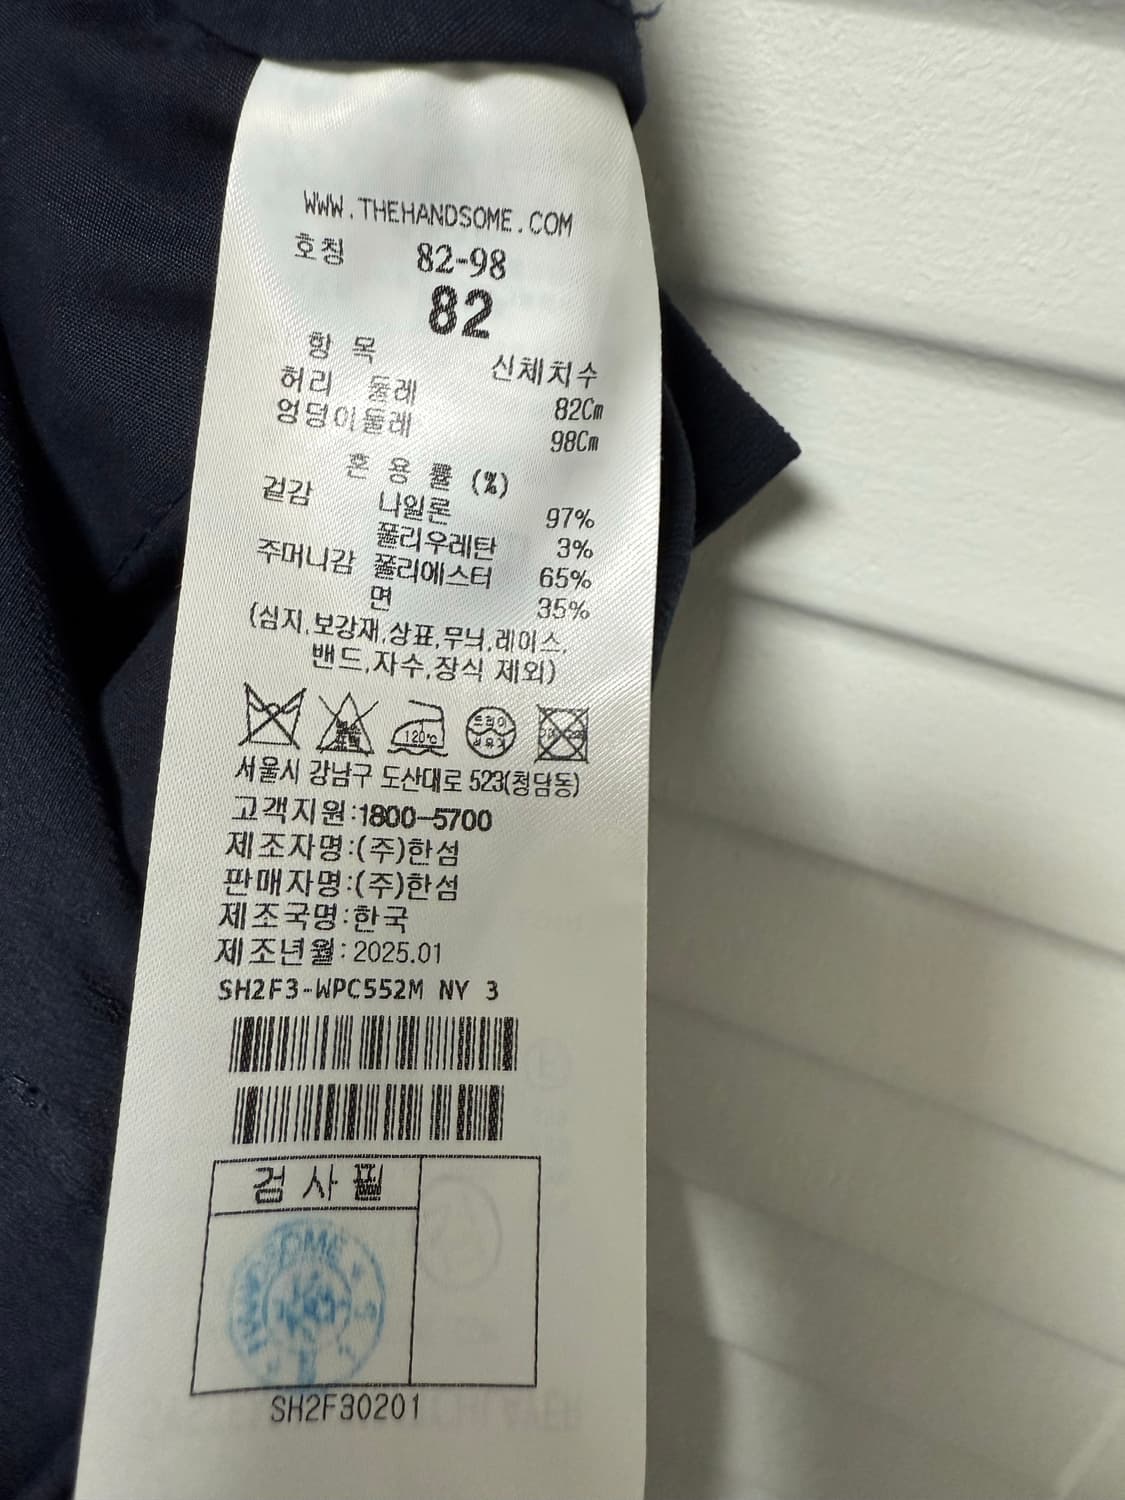 WWW.THEHANDSOME.COM
호칭 82-98
82
항 목 신체치수
허리 둘레 82Cm
엉덩이둘레 98Cm
혼 용 률 (%)
겉감 나일론 97%
폴리우레탄 3%
주머니감 폴리에스터 65%
면 35%
(심지,보강재,상표,무늬,레이스,
밴드,자수,장식 제외)
120℃ 드라이
서울시 강남구 도산대로 523(청담동)
고객지원:1800-5700
제조자명:(주)한섬
판매자명:(주)한섬
제조국명:한국
제조년월:2025.01
SH2F3-WPC552M NY 3
검 사 필
HANDSOME
SH2F30201